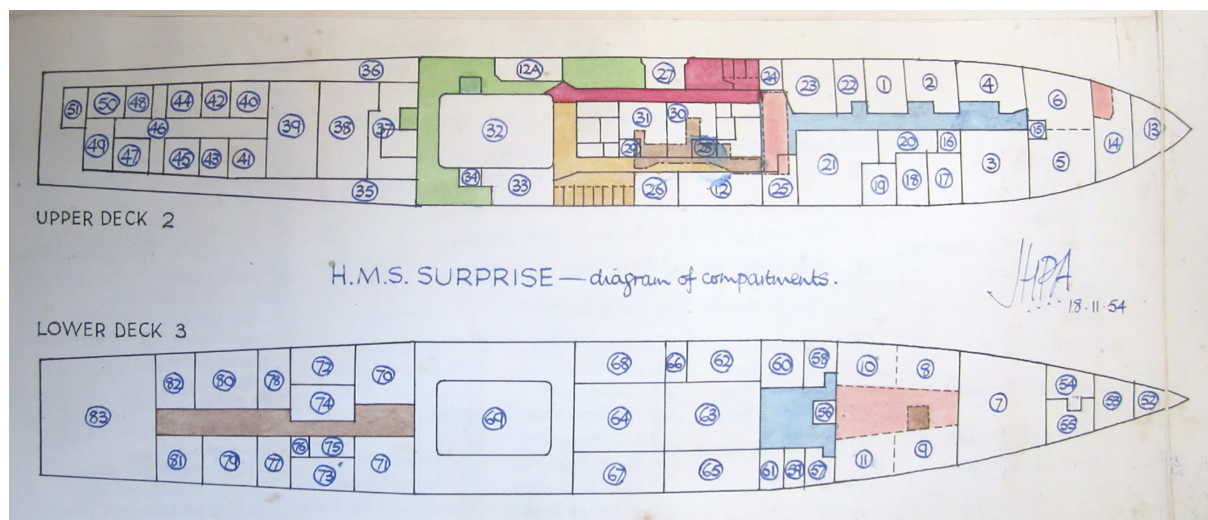 36 12A 27 24 23 22 1 2 4 6
51 50 48 44 42 40 39 38 37 32 31 30 15 14 13
46 29 28 21 20 16 3 5
49 47 45 43 41 34 33 26 12 25 19 18 17
35
UPPER DECK 2
H.M.S. SURPRISE — diagram of compartments.
JHPA
18·11·54
LOWER DECK 3
82 80 78 72 70 68 66 62 60 58 10 8
83 74 69 64 63 56 7 54 53 52
76 75 55
81 79 77 73 71 67 65 61 59 57 11 9